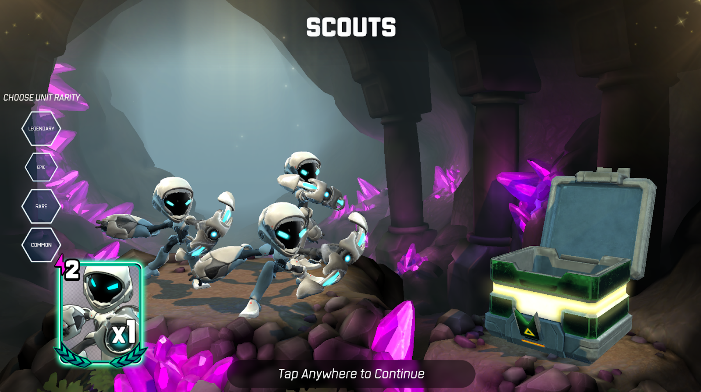 SCOUTS
CHOOSE UNIT RARITY
LEGENDARY
EPIC
RARE
COMMON
2
x1
Tap Anywhere to Continue